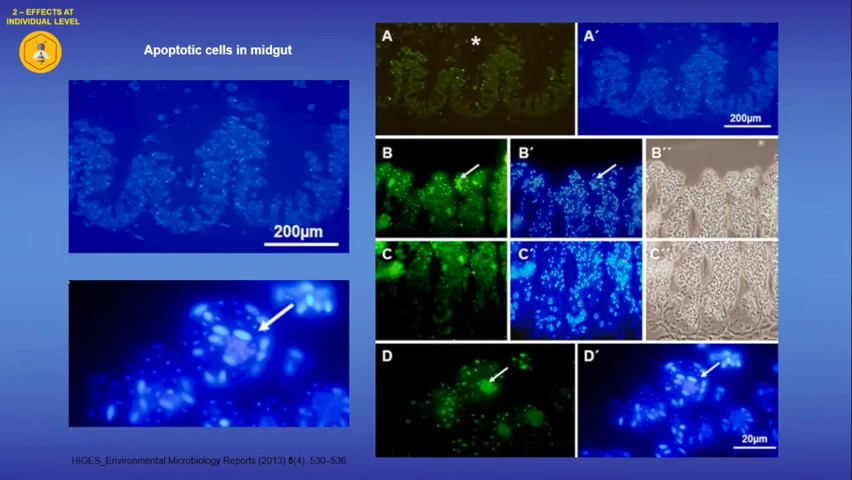 2 – EFFECTS AT
INDIVIDUAL LEVEL
Apoptotic cells in midgut
200µm
A
*
A´
200µm
B
B´
B´´
C
C´
C´´
D
D´
20µm
HIGES_Environmental Microbiology Reports (2013) 5(4), 530–536